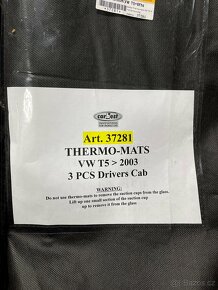 carbest
Art. 37281
THERMO-MATS
VW T5 > 2003
3 PCS Drivers Cab
WARNING:
Do not use thermo-mats to remove the suction cups from the glass.
Lift up one small section of the suction cup
up to remove it from the glass.